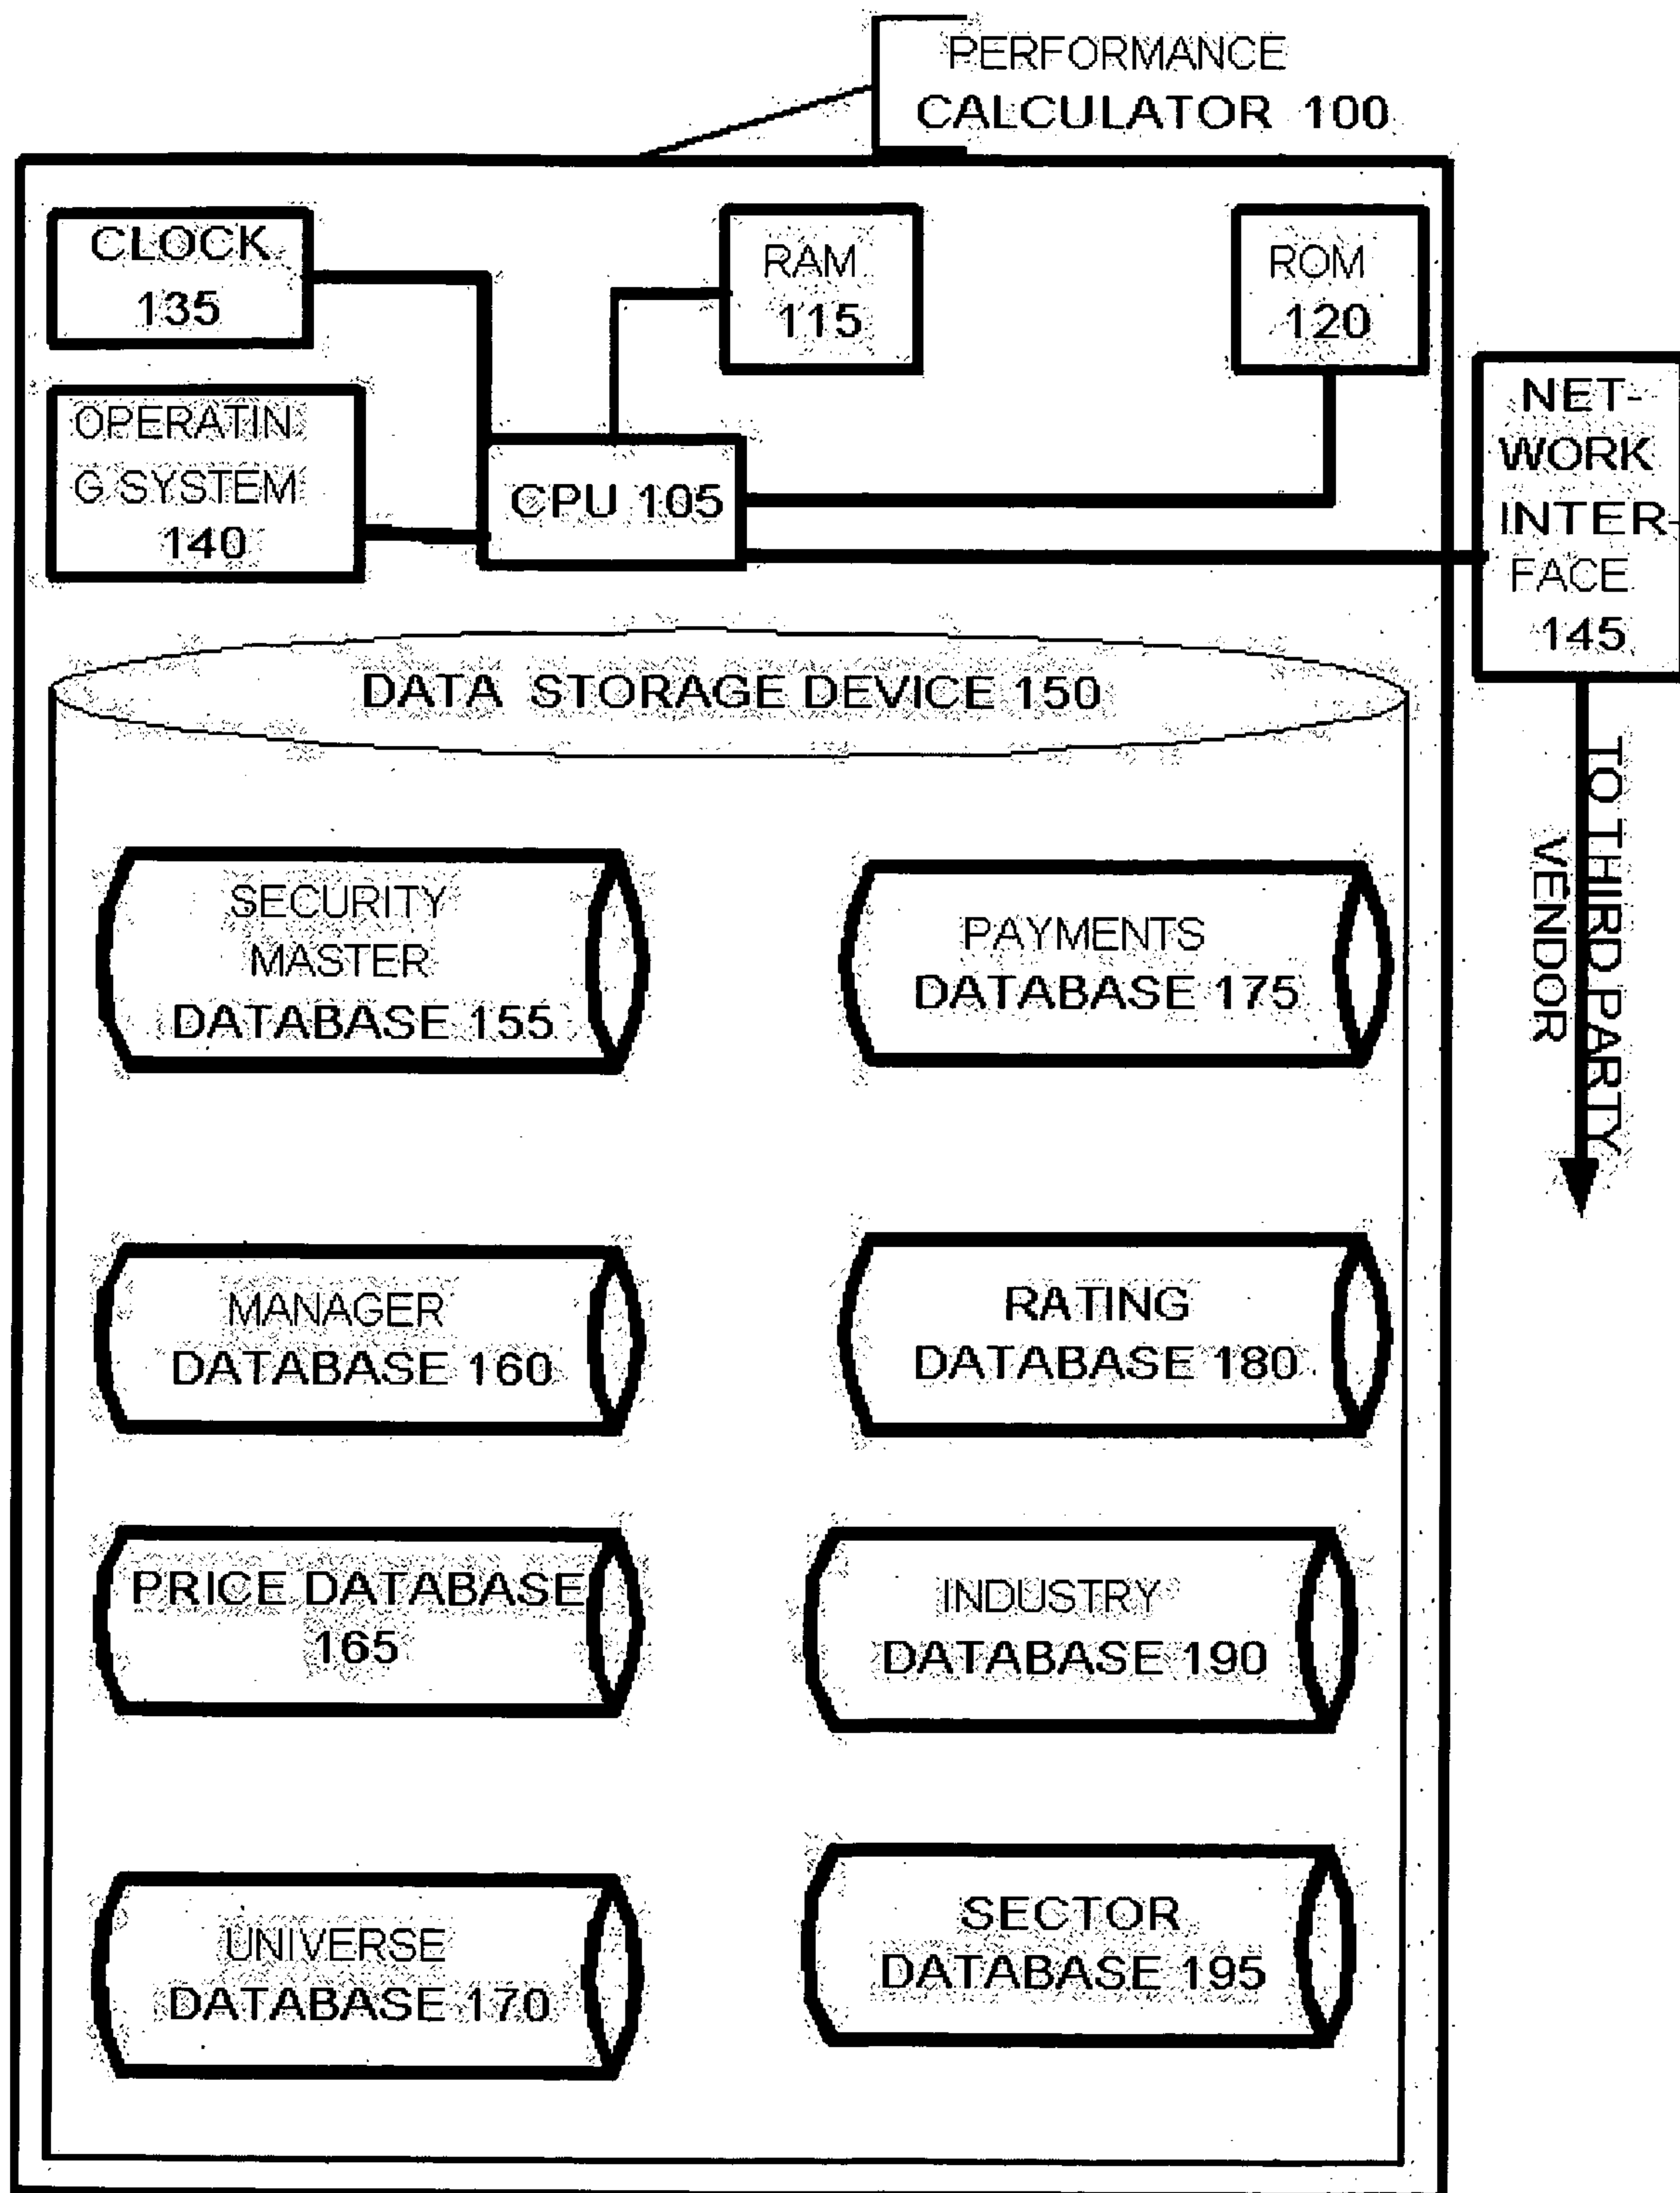 PERFORMANCE
CALCULATOR 100
CLOCK
135
RAM
115
ROM
120
OPERATIN
G SYSTEM
140
CPU 105
NET-
WORK
INTER-
FACE
145
DATA STORAGE DEVICE 150
TO THIRD PARTY
VENDOR
SECURITY
MASTER
DATABASE 155
PAYMENTS
DATABASE 175
MANAGER
DATABASE 160
RATING
DATABASE 180
PRICE DATABASE
165
INDUSTRY
DATABASE 190
UNIVERSE
DATABASE 170
SECTOR
DATABASE 195